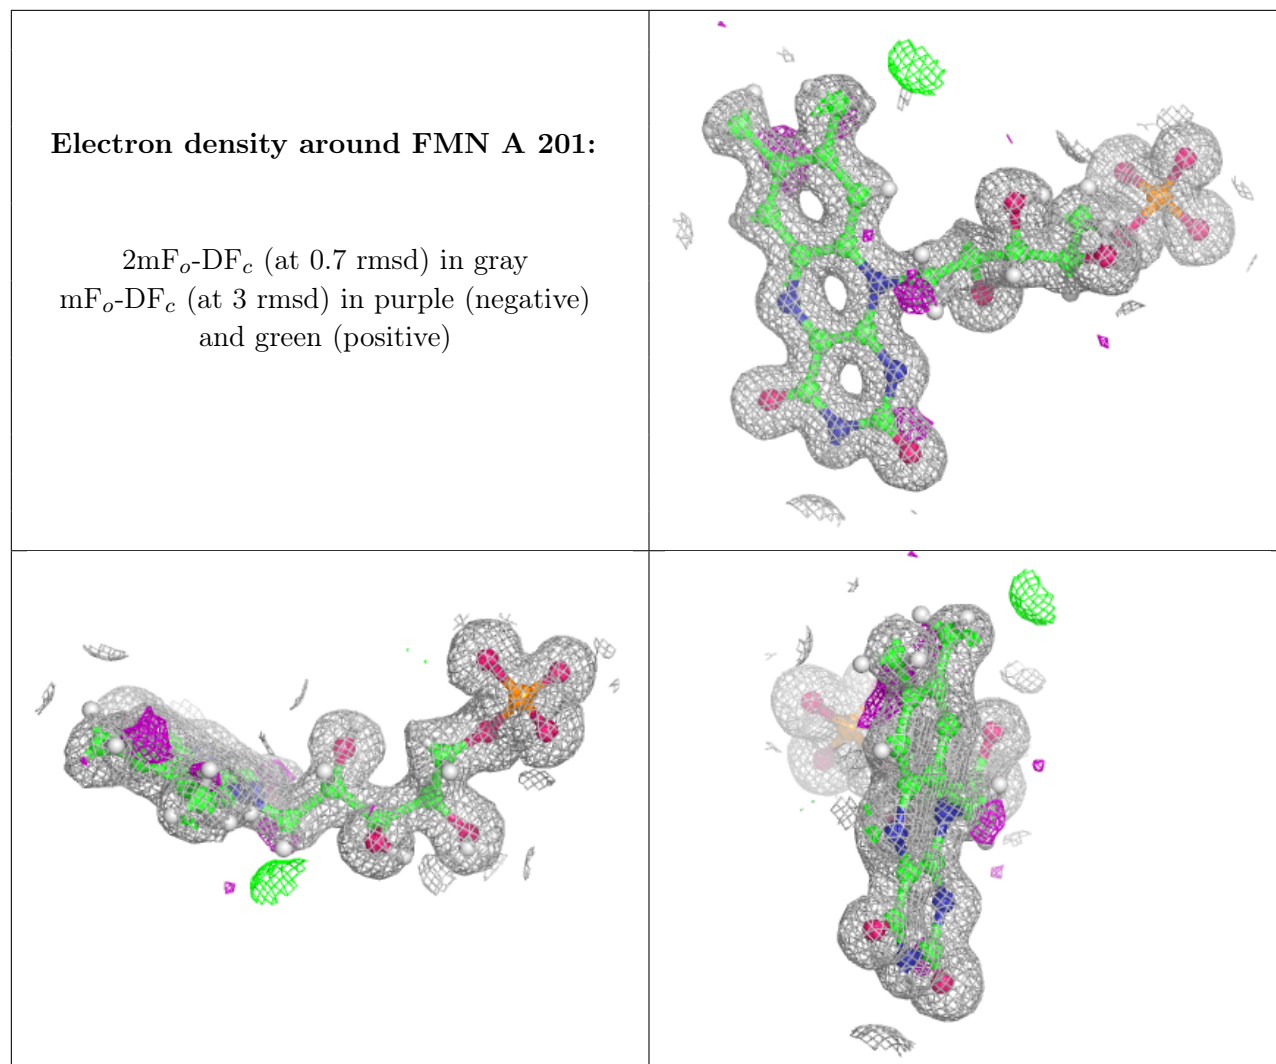 Electron density around FMN A 201:
2mFo-DFc (at 0.7 rmsd) in gray
mFo-DFc (at 3 rmsd) in purple (negative)
and green (positive)